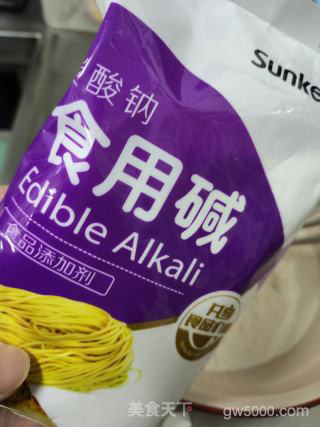 Sunke
酸钠
食用碱
Edible Alkali
食品添加剂
美食天下
gw5000.com